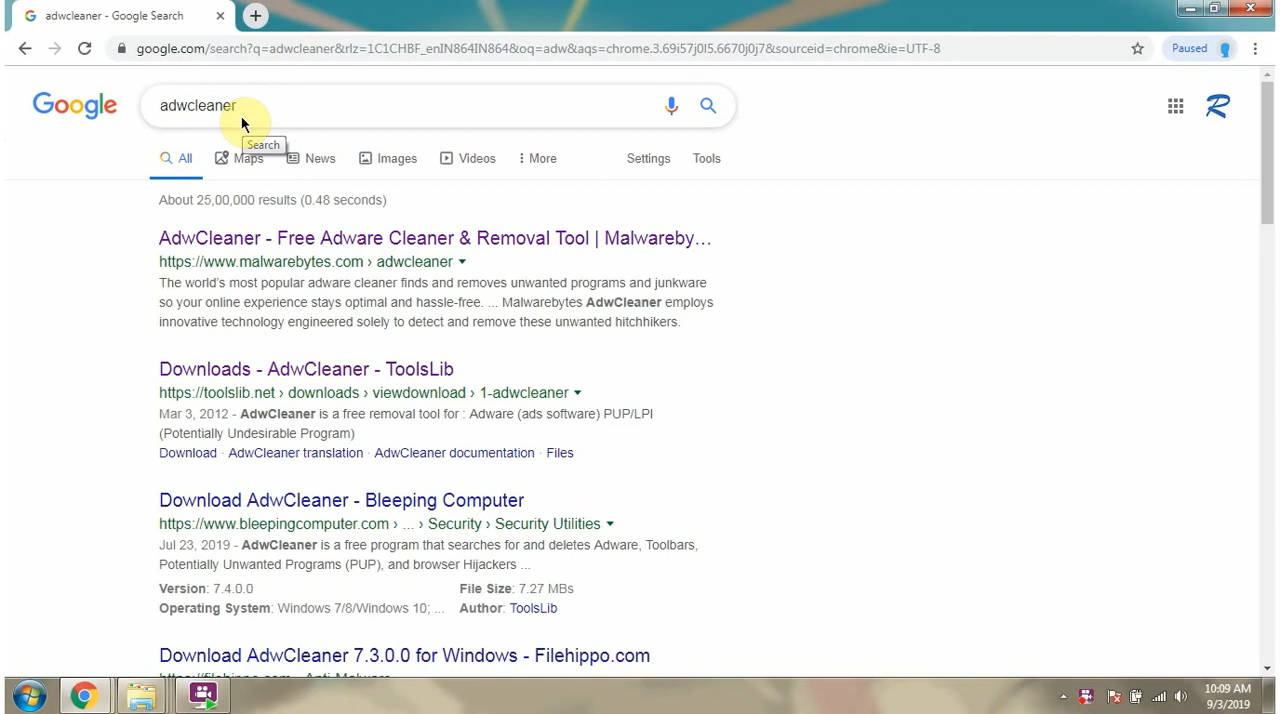 adwcleaner - Google Search
google.com/search?q=adwcleaner&rlz=1C1CHBF_enIN864IN864&oq=adw&aqs=chrome.3.69i57j0l5.6670j0j7&sourceid=chrome&ie=UTF-8
Paused
Google
adwcleaner
Search
All
Maps
News
Images
Videos
More
Settings
Tools
About 25,00,000 results (0.48 seconds)
AdwCleaner - Free Adware Cleaner & Removal Tool | Malwareby...
https://www.malwarebytes.com › adwcleaner
The world's most popular adware cleaner finds and removes unwanted programs and junkware
so your online experience stays optimal and hassle-free. ... Malwarebytes AdwCleaner employs
innovative technology engineered solely to detect and remove these unwanted hitchhikers.
Downloads - AdwCleaner - ToolsLib
https://toolslib.net › downloads › viewdownload › 1-adwcleaner
Mar 3, 2012 - AdwCleaner is a free removal tool for : Adware (ads software) PUP/LPI
(Potentially Undesirable Program)
Download · AdwCleaner translation · AdwCleaner documentation · Files
Download AdwCleaner - Bleeping Computer
https://www.bleepingcomputer.com › ... › Security › Security Utilities
Jul 23, 2019 - AdwCleaner is a free program that searches for and deletes Adware, Toolbars,
Potentially Unwanted Programs (PUP), and browser Hijackers ...
Version: 7.4.0.0 File Size: 7.27 MBs
Operating System: Windows 7/8/Windows 10; ... Author: ToolsLib
Download AdwCleaner 7.3.0.0 for Windows - Filehippo.com
https://filehippo.com › Anti-Malware
10:09 AM
9/3/2019